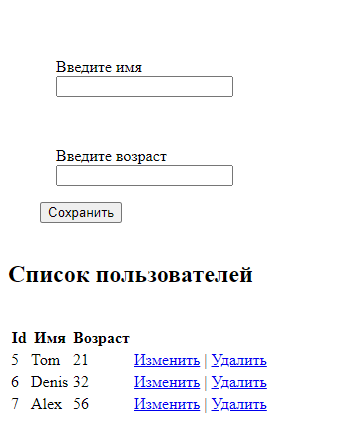 Введите имя
Введите возраст
Сохранить
Список пользователей
Id Имя Возраст
5 Tom 21 Изменить | Удалить
6 Denis 32 Изменить | Удалить
7 Alex 56 Изменить | Удалить